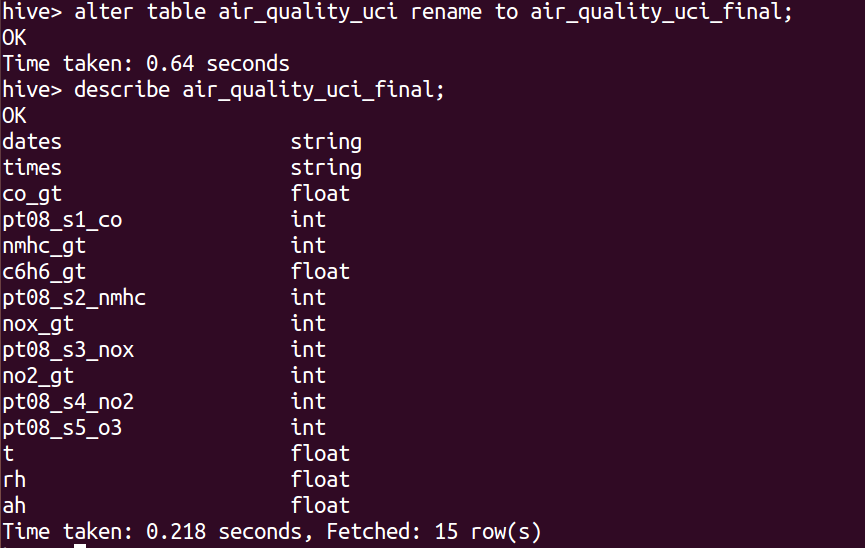 hive> alter table air_quality_uci rename to air_quality_uci_final;
OK
Time taken: 0.64 seconds
hive> describe air_quality_uci_final;
OK
dates string
times string
co_gt float
pt08_s1_co int
nmhc_gt int
c6h6_gt float
pt08_s2_nmhc int
nox_gt int
pt08_s3_nox int
no2_gt int
pt08_s4_no2 int
pt08_s5_o3 int
t float
rh float
ah float
Time taken: 0.218 seconds, Fetched: 15 row(s)